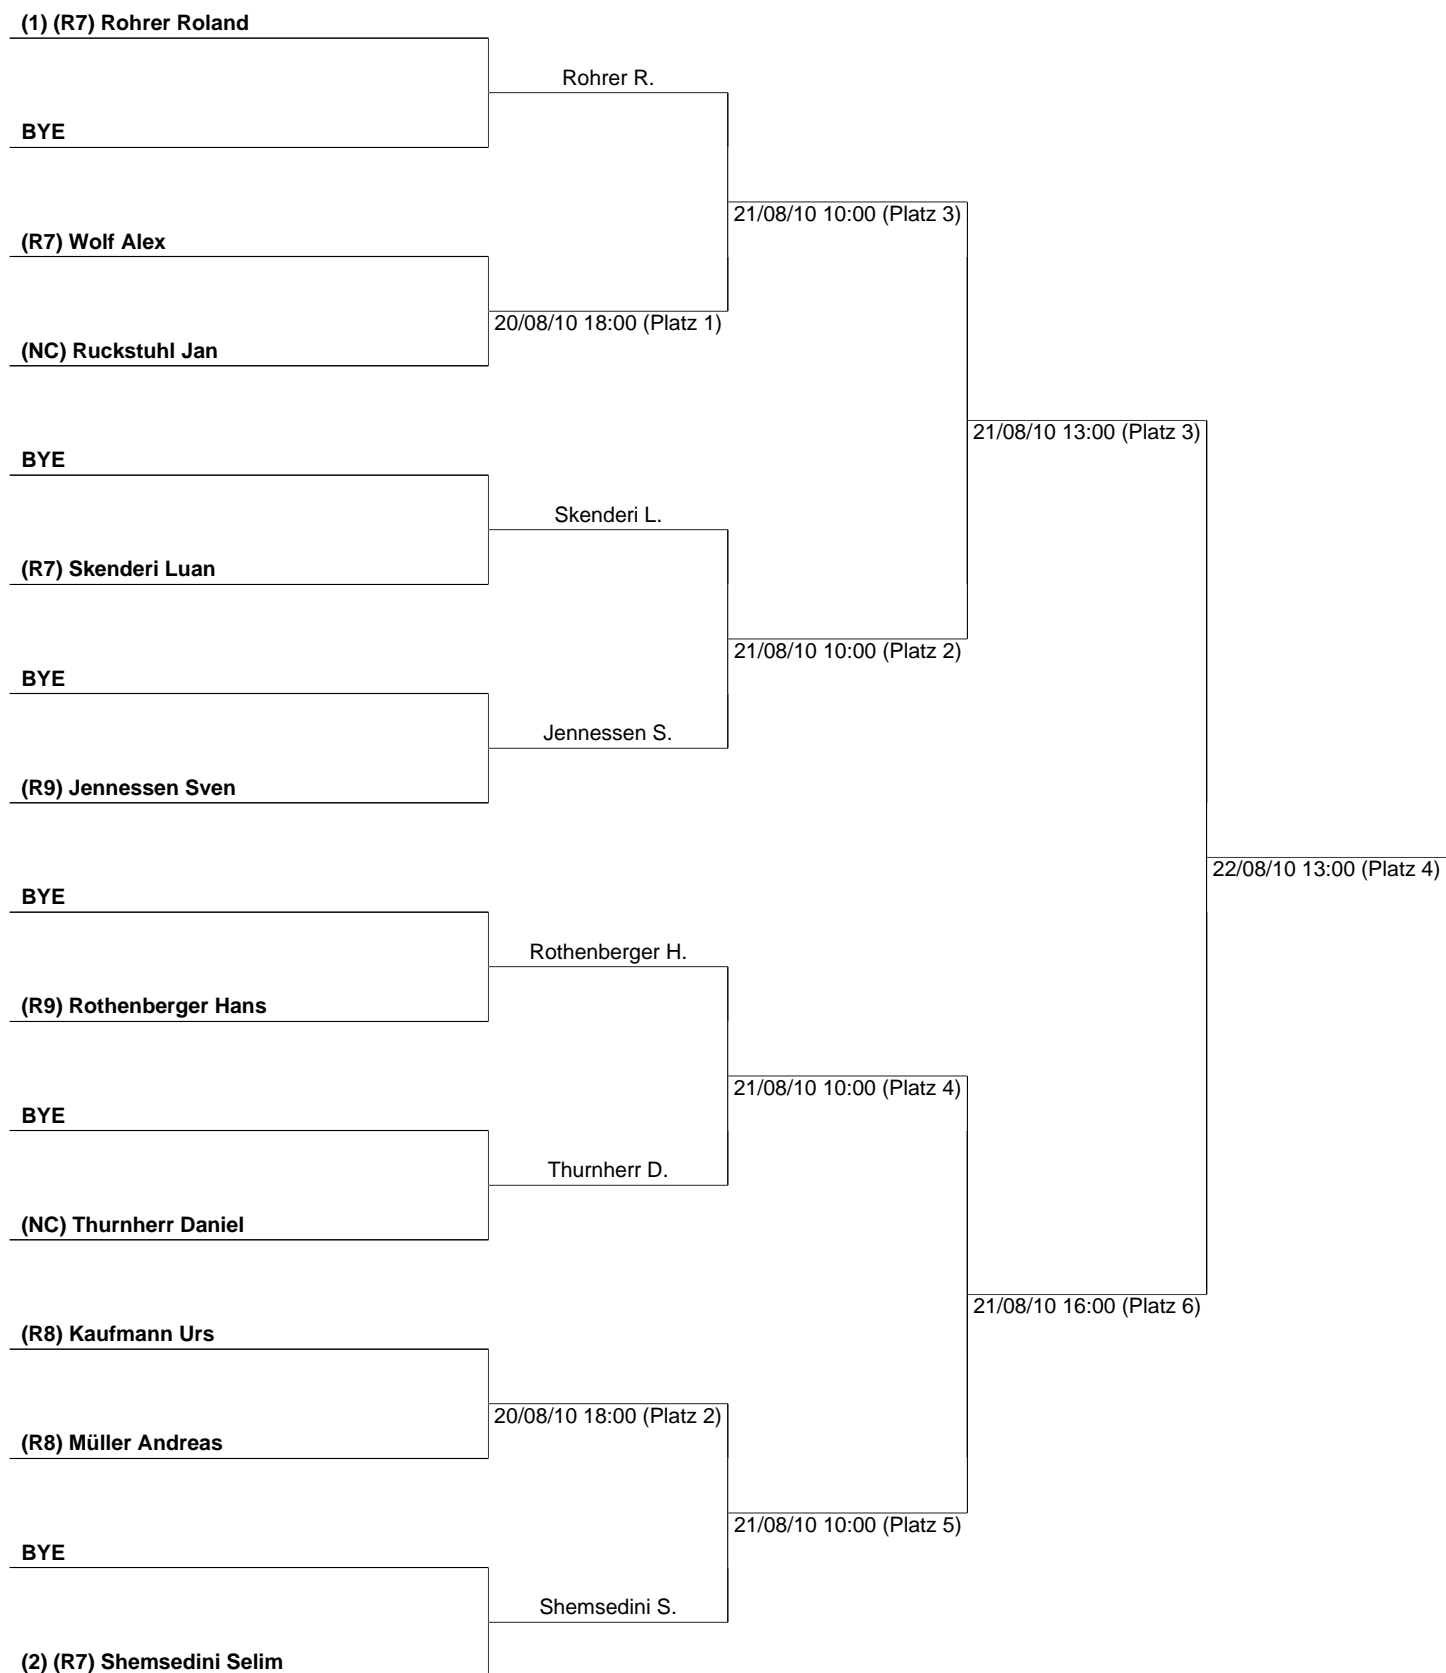 (1) (R7) Rohrer Roland
Rohrer R.
BYE
21/08/10 10:00 (Platz 3)
(R7) Wolf Alex
20/08/10 18:00 (Platz 1)
(NC) Ruckstuhl Jan
21/08/10 13:00 (Platz 3)
BYE
Skenderi L.
(R7) Skenderi Luan
21/08/10 10:00 (Platz 2)
BYE
Jennessen S.
(R9) Jennessen Sven
22/08/10 13:00 (Platz 4)
BYE
Rothenberger H.
(R9) Rothenberger Hans
21/08/10 10:00 (Platz 4)
BYE
Thurnherr D.
(NC) Thurnherr Daniel
21/08/10 16:00 (Platz 6)
(R8) Kaufmann Urs
20/08/10 18:00 (Platz 2)
(R8) Müller Andreas
21/08/10 10:00 (Platz 5)
BYE
Shemsedini S.
(2) (R7) Shemsedini Selim